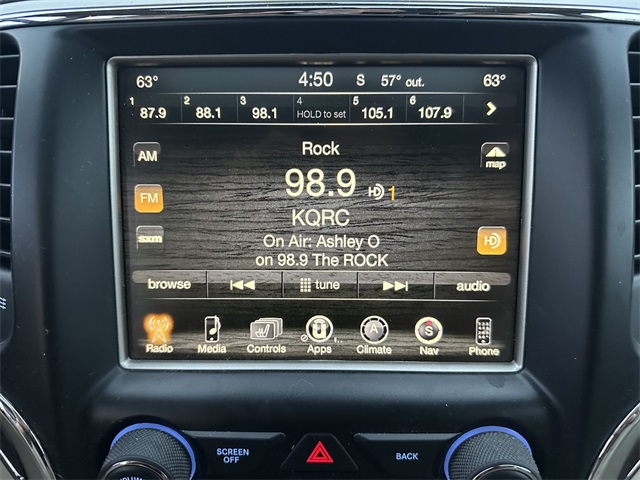 63° 4:50 S 57° out. 63°
1 87.9 2 88.1 3 98.1 4 HOLD to set 5 105.1 6 107.9
Rock
AM
map
98.9 HD 1
FM
KQRC
sxm
On Air: Ashley O
HD
on 98.9 The ROCK
browse tune audio
A S
Radio Media Controls Apps Climate Nav Phone
SCREEN
OFF
BACK